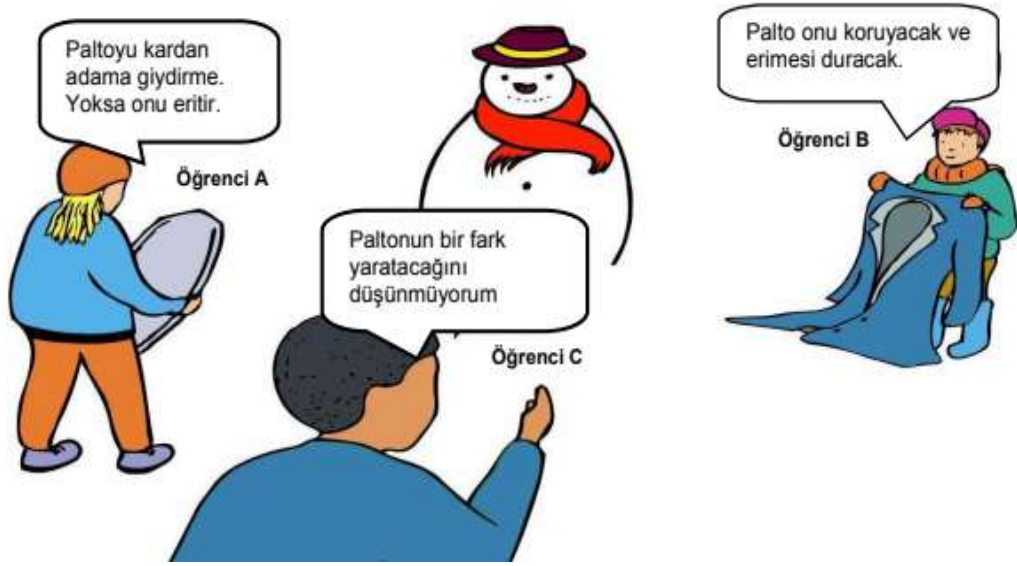 Paltoyu kardan
adama giydirme.
Yoksa onu eritir.
Öğrenci A
Palto onu koruyacak ve
erimesi duracak.
Öğrenci B
Paltonun bir fark
yaratacağını
düşünmüyorum
Öğrenci C